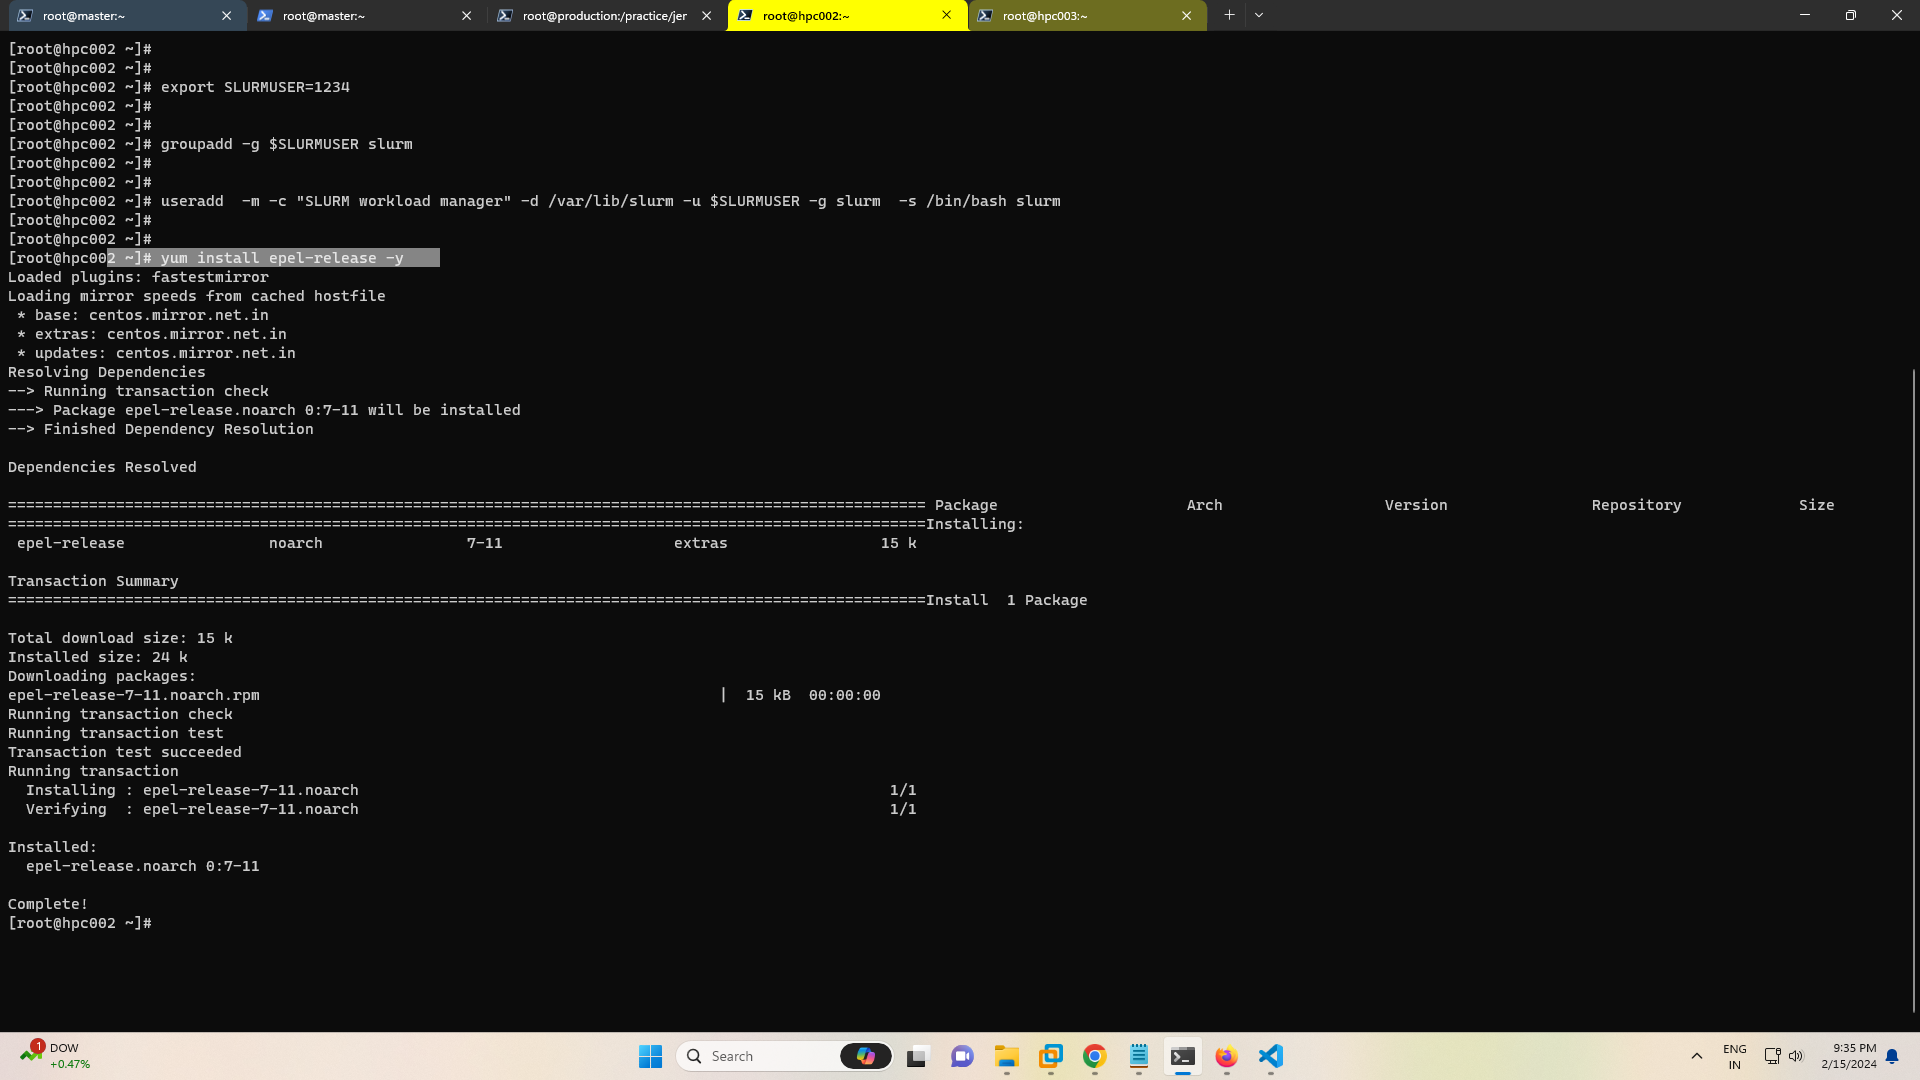 root@master:~ root@master:~ root@production:/practice/jer root@hpc002:~ root@hpc003:~
[root@hpc002 ~]#
[root@hpc002 ~]#
[root@hpc002 ~]# export SLURMUSER=1234
[root@hpc002 ~]#
[root@hpc002 ~]#
[root@hpc002 ~]# groupadd -g $SLURMUSER slurm
[root@hpc002 ~]#
[root@hpc002 ~]#
[root@hpc002 ~]# useradd  -m -c "SLURM workload manager" -d /var/lib/slurm -u $SLURMUSER -g slurm  -s /bin/bash slurm
[root@hpc002 ~]#
[root@hpc002 ~]#
[root@hpc002 ~]# yum install epel-release -y
Loaded plugins: fastestmirror
Loading mirror speeds from cached hostfile
 * base: centos.mirror.net.in
 * extras: centos.mirror.net.in
 * updates: centos.mirror.net.in
Resolving Dependencies
--> Running transaction check
---> Package epel-release.noarch 0:7-11 will be installed
--> Finished Dependency Resolution
Dependencies Resolved
====================================================================================================== Package Arch Version Repository Size
======================================================================================================Installing:
 epel-release noarch 7-11 extras 15 k
Transaction Summary
======================================================================================================Install  1 Package
Total download size: 15 k
Installed size: 24 k
Downloading packages:
epel-release-7-11.noarch.rpm |  15 kB  00:00:00
Running transaction check
Running transaction test
Transaction test succeeded
Running transaction
  Installing : epel-release-7-11.noarch 1/1
  Verifying  : epel-release-7-11.noarch 1/1
Installed:
  epel-release.noarch 0:7-11
Complete!
[root@hpc002 ~]#
1 DOW
+0.47%
Search
ENG
IN
9:35 PM
2/15/2024